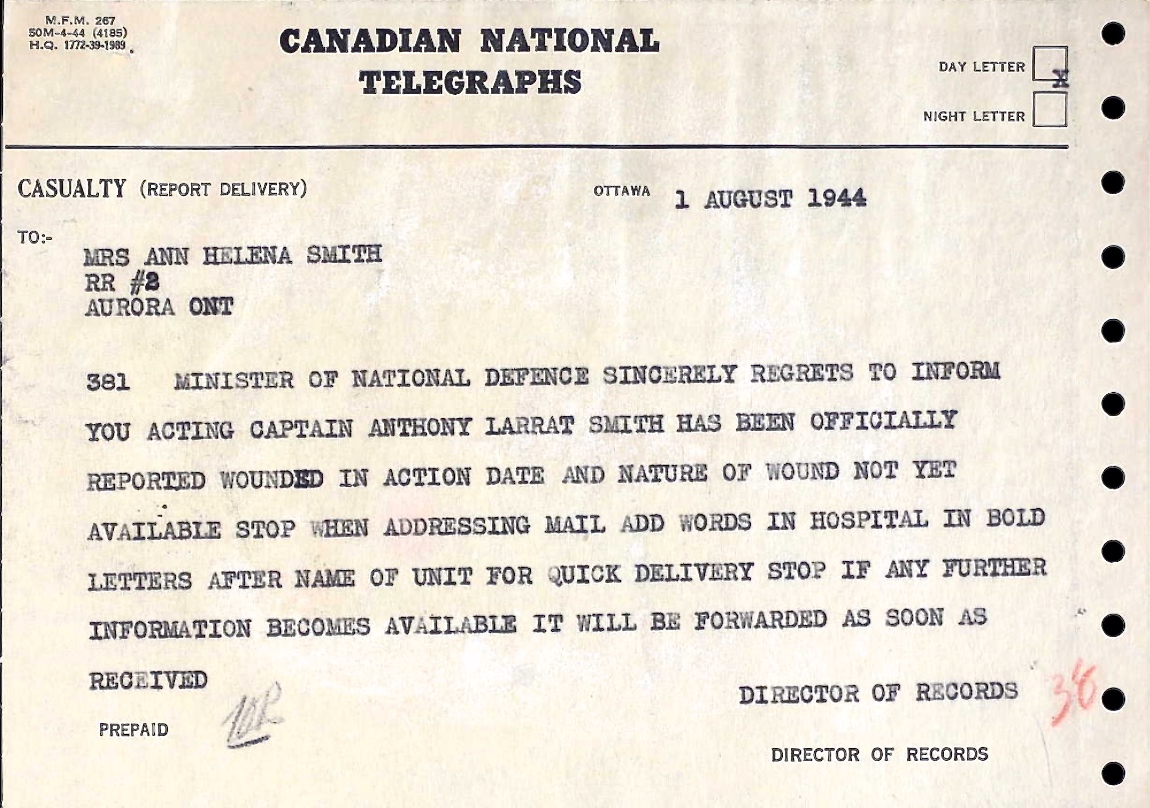 M.F.M. 267
50M-4-44 (4185)
H.Q. 1772-39-1989
CANADIAN NATIONAL
TELEGRAPHS
DAY LETTER X
NIGHT LETTER
CASUALTY (REPORT DELIVERY)
OTTAWA 1 AUGUST 1944
TO:-
MRS ANN HELENA SMITH
RR #2
AURORA ONT
381 MINISTER OF NATIONAL DEFENCE SINCERELY REGRETS TO INFORM
YOU ACTING CAPTAIN ANTHONY LARRAT SMITH HAS BEEN OFFICIALLY
REPORTED WOUNDED IN ACTION DATE AND NATURE OF WOUND NOT YET
AVAILABLE STOP WHEN ADDRESSING MAIL ADD WORDS IN HOSPITAL IN BOLD
LETTERS AFTER NAME OF UNIT FOR QUICK DELIVERY STOP IF ANY FURTHER
INFORMATION BECOMES AVAILABLE IT WILL BE FORWARDED AS SOON AS
RECEIVED
DIRECTOR OF RECORDS 38
PREPAID
DIRECTOR OF RECORDS